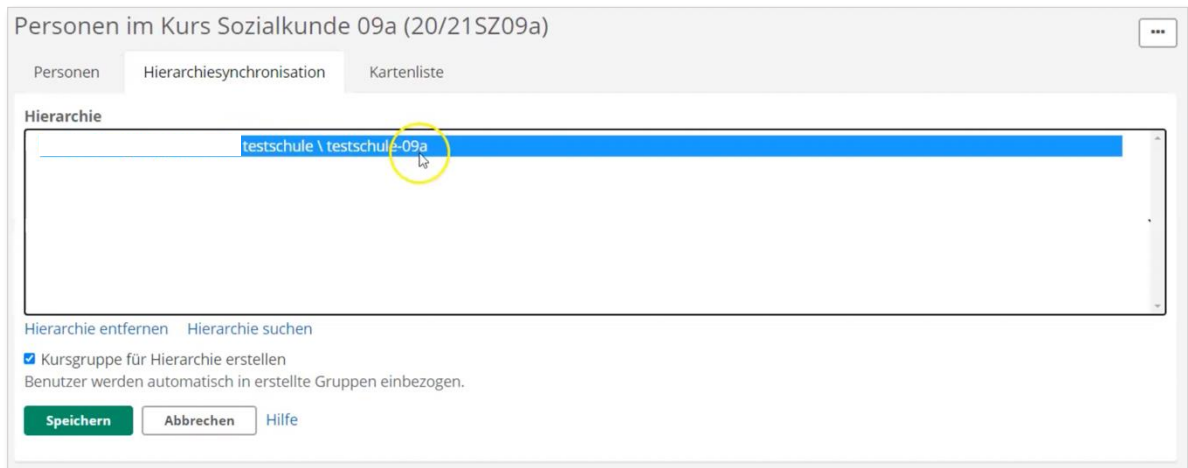 Personen im Kurs Sozialkunde 09a (20/21SZ09a)
Personen Hierarchiesynchronisation Kartenliste
Hierarchie
testschule \ testschule-09a
Hierarchie entfernen Hierarchie suchen
Kursgruppe für Hierarchie erstellen
Benutzer werden automatisch in erstellte Gruppen einbezogen.
Speichern Abbrechen Hilfe